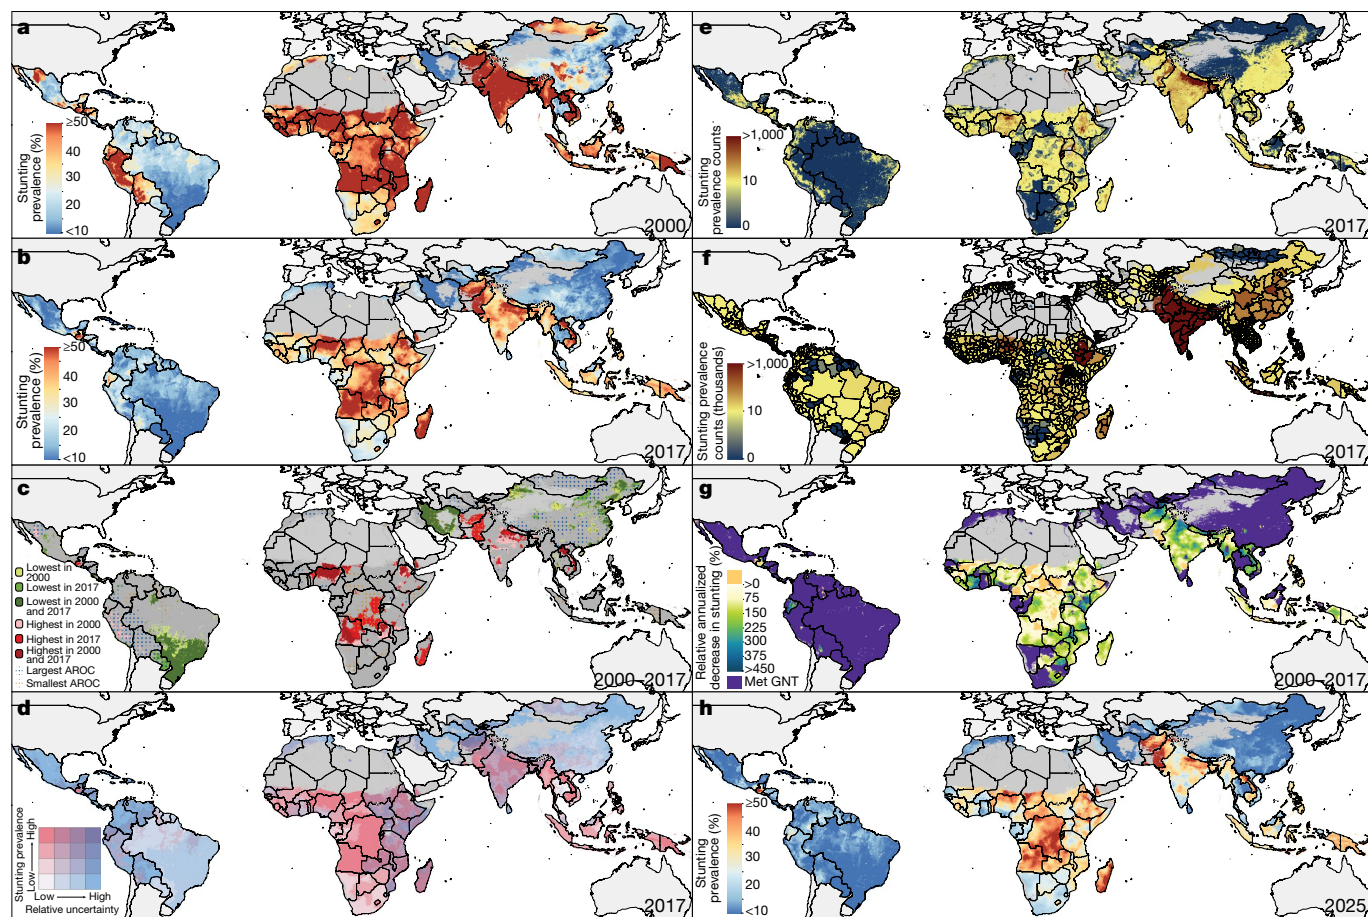 a
≥50
40
30
20
<10
Stunting
prevalence (%)
2000
b
≥50
40
30
20
<10
Stunting
prevalence (%)
2017
c
Lowest in
2000
Lowest in 2017
Lowest in 2000
and 2017
Highest in 2000
Highest in 2017
Highest in 2000
and 2017
Largest AROC
Smallest AROC
2000–2017
d
Stunting prevalence
Low
High
Low
High
Relative uncertainty
2017
e
>1,000
10
0
Stunting
prevalence counts
2017
f
>1,000
10
0
Stunting prevalence
counts (thousands)
2017
g
>0
75
150
225
300
375
>450
Met GNT
Relative annualized
decrease in stunting (%)
2000–2017
h
≥50
40
30
20
<10
Stunting
prevalence (%)
2025